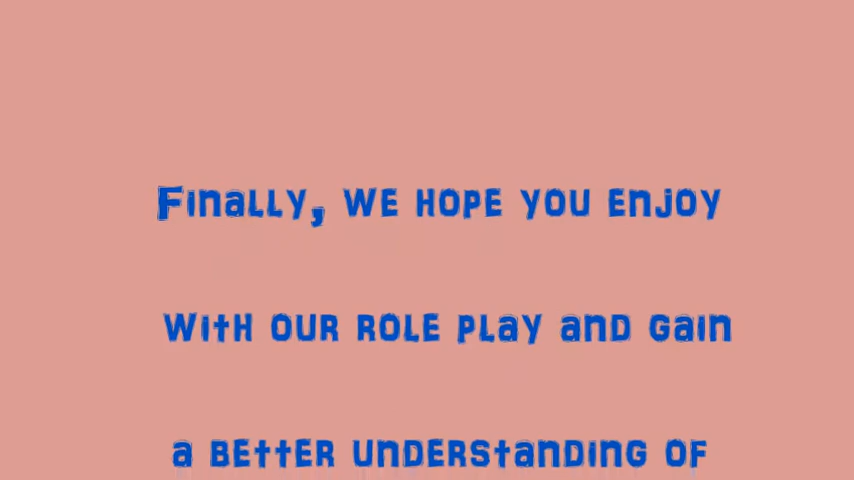 Finally, we hope you enjoy
with our role play and gain
a better understanding of